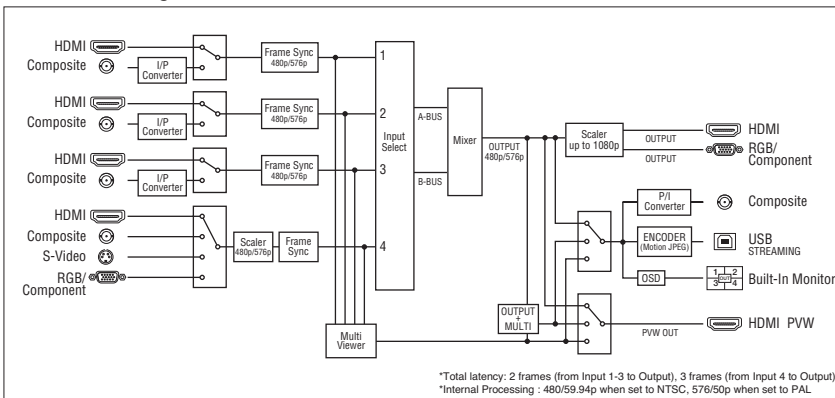 HDMI
Composite
I/P
Converter
Frame Sync
480p/576p
1
HDMI
Composite
I/P
Converter
Frame Sync
480p/576p
2
HDMI
Composite
I/P
Converter
Frame Sync
480p/576p
3
HDMI
Composite
S-Video
RGB/
Component
Scaler
480p/576p
Frame
Sync
4
Input
Select
A-BUS
B-BUS
Mixer
OUTPUT
480p/576p
Multi
Viewer
OUTPUT
+
MULTI
Scaler
up to 1080p
OUTPUT
HDMI
OUTPUT
RGB/
Component
P/I
Converter
Composite
ENCODER
(Motion JPEG)
USB
STREAMING
OSD
1 2
OUT
3 4
Built-In Monitor
PVW OUT
HDMI PVW
*Total latency: 2 frames (from Input 1-3 to Output), 3 frames (from Input 4 to Output)
*Internal Processing : 480/59.94p when set to NTSC, 576/50p when set to PAL